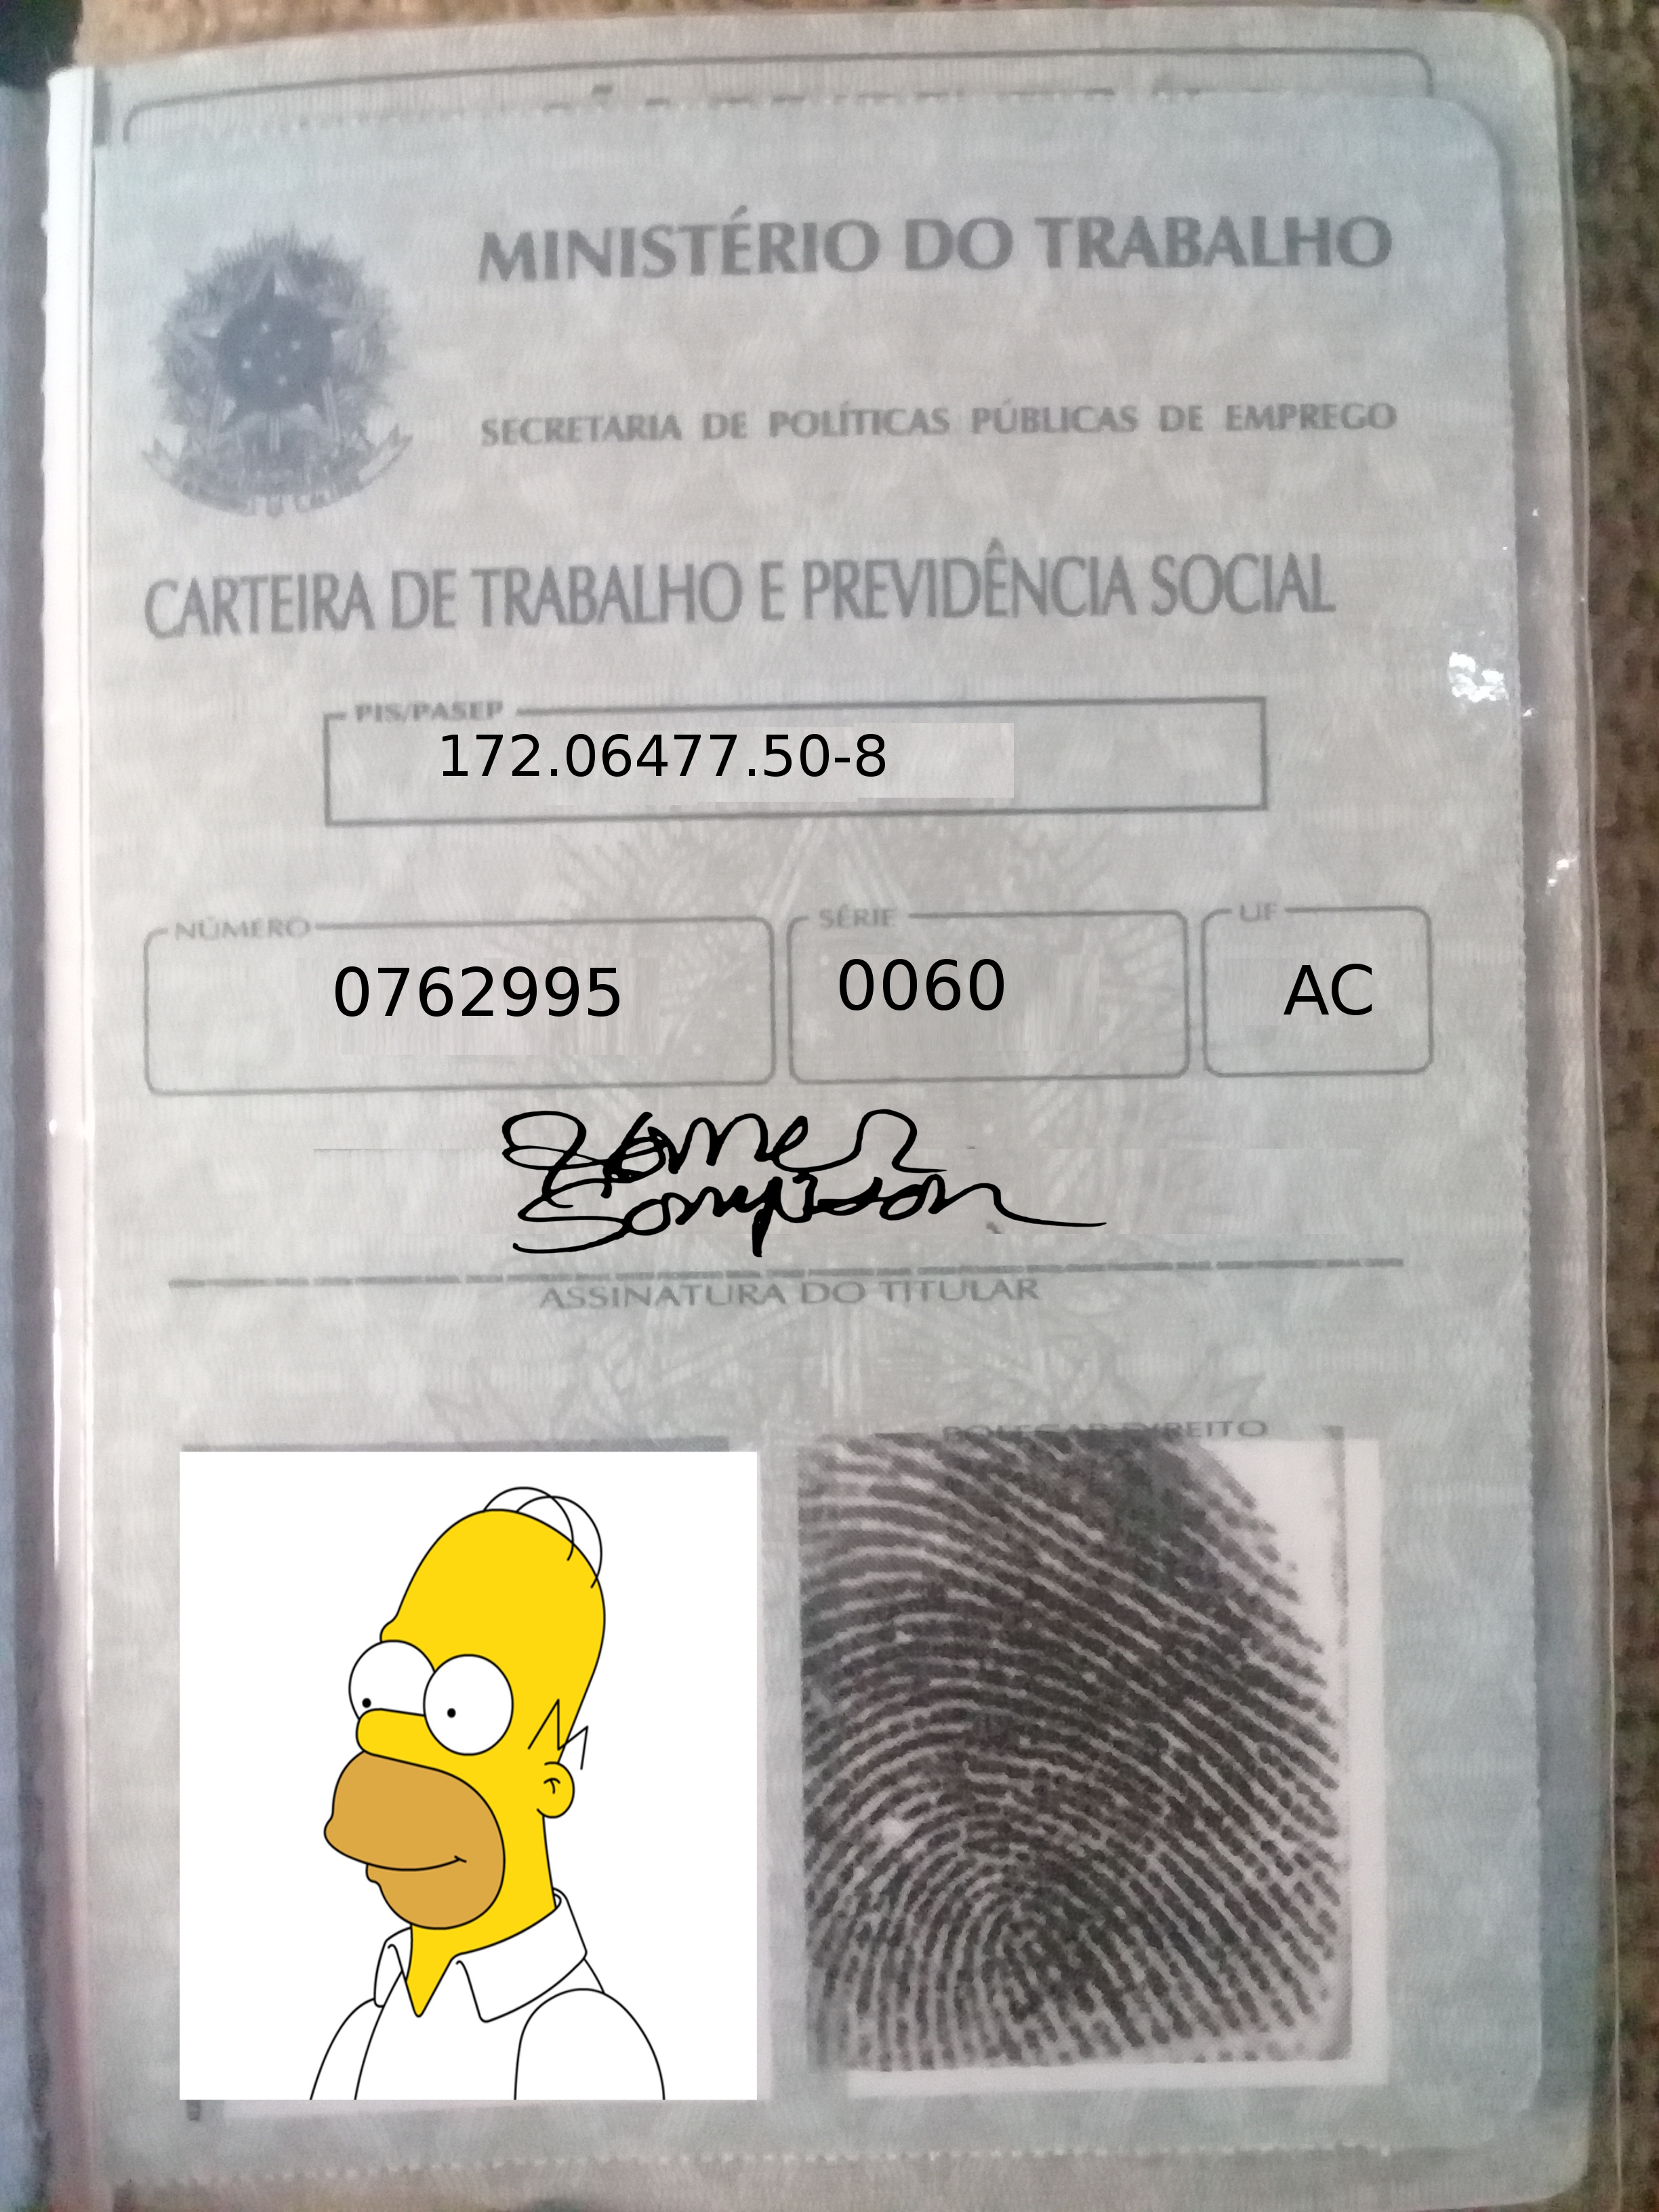 MINISTÉRIO DO TRABALHO
SECRETARIA DE POLÍTICAS PÚBLICAS DE EMPREGO
CARTEIRA DE TRABALHO E PREVIDÊNCIA SOCIAL
PIS/PASEP
172.06477.50-8
NÚMERO SÉRIE UF
0762995 0060 AC
Homer
Simpson
ASSINATURA DO TITULAR
POLEGAR DIREITO